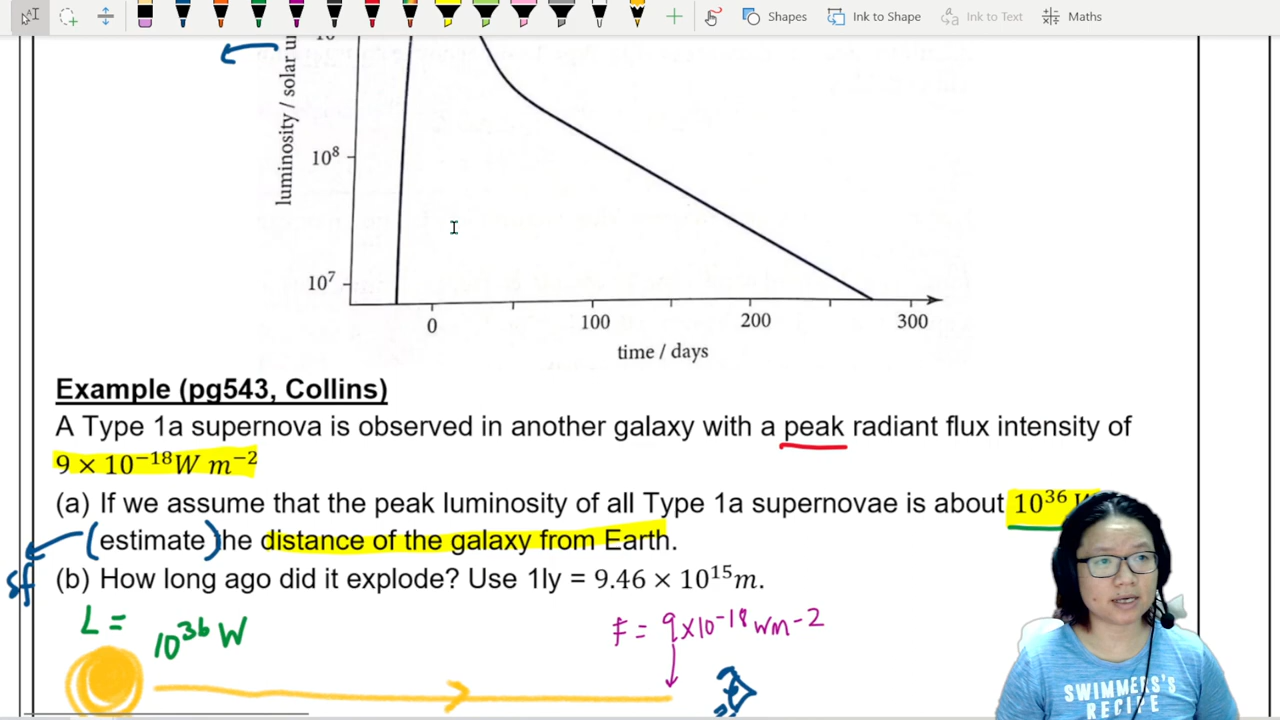 Shapes Ink to Shape Ink to Text Maths
luminosity / solar
10⁸
10⁷
0 100 200 300
time / days
Example (pg543, Collins)
A Type 1a supernova is observed in another galaxy with a peak radiant flux intensity of
9 × 10⁻¹⁸W m⁻²
(a) If we assume that the peak luminosity of all Type 1a supernovae is about 10³⁶
(estimate) the distance of the galaxy from Earth.
sf
(b) How long ago did it explode? Use 1ly = 9.46 × 10¹⁵m.
L = 10³⁶ W
F = 9×10⁻¹⁸ Wm-2
SWIMMERS'S
RECIPE